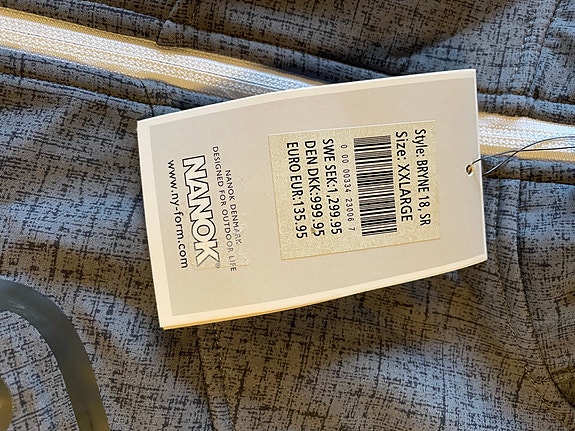 Style: BRYNE 18, SR
Size: XXLARGE
0 00 00334 23006 7
SWE SEK:1,299.95
DEN DKK:999.95
EURO EUR:135.95
NANOK DENMARK
DESIGNED FOR OUTDOOR LIFE
NANOK®
www.ny-form.com